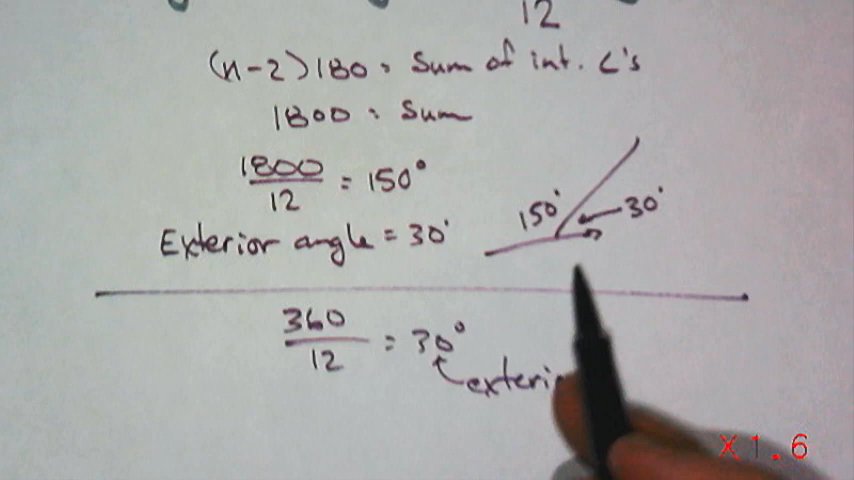 12
(n-2)180 = Sum of int. ∠'s
1800 = Sum
1800
12
= 150°
150°
30°
Exterior angle = 30°
360
12
= 30°
exteri
X1.6